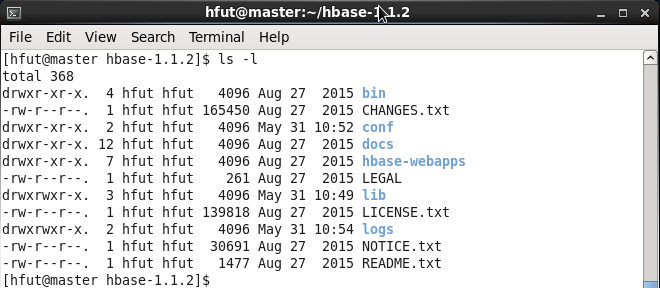 hfut@master:~/hbase-1.1.2
File Edit View Search Terminal Help
[hfut@master hbase-1.1.2]$ ls -l
total 368
drwxr-xr-x.  4 hfut hfut   4096 Aug 27  2015 bin
-rw-r--r--.  1 hfut hfut 165450 Aug 27  2015 CHANGES.txt
drwxr-xr-x.  2 hfut hfut   4096 May 31 10:52 conf
drwxr-xr-x. 12 hfut hfut   4096 Aug 27  2015 docs
drwxr-xr-x.  7 hfut hfut   4096 Aug 27  2015 hbase-webapps
-rw-r--r--.  1 hfut hfut    261 Aug 27  2015 LEGAL
drwxrwxr-x.  3 hfut hfut   4096 May 31 10:49 lib
-rw-r--r--.  1 hfut hfut 139818 Aug 27  2015 LICENSE.txt
drwxrwxr-x.  2 hfut hfut   4096 May 31 10:54 logs
-rw-r--r--.  1 hfut hfut  30691 Aug 27  2015 NOTICE.txt
-rw-r--r--.  1 hfut hfut   1477 Aug 27  2015 README.txt
[hfut@master hbase-1.1.2]$